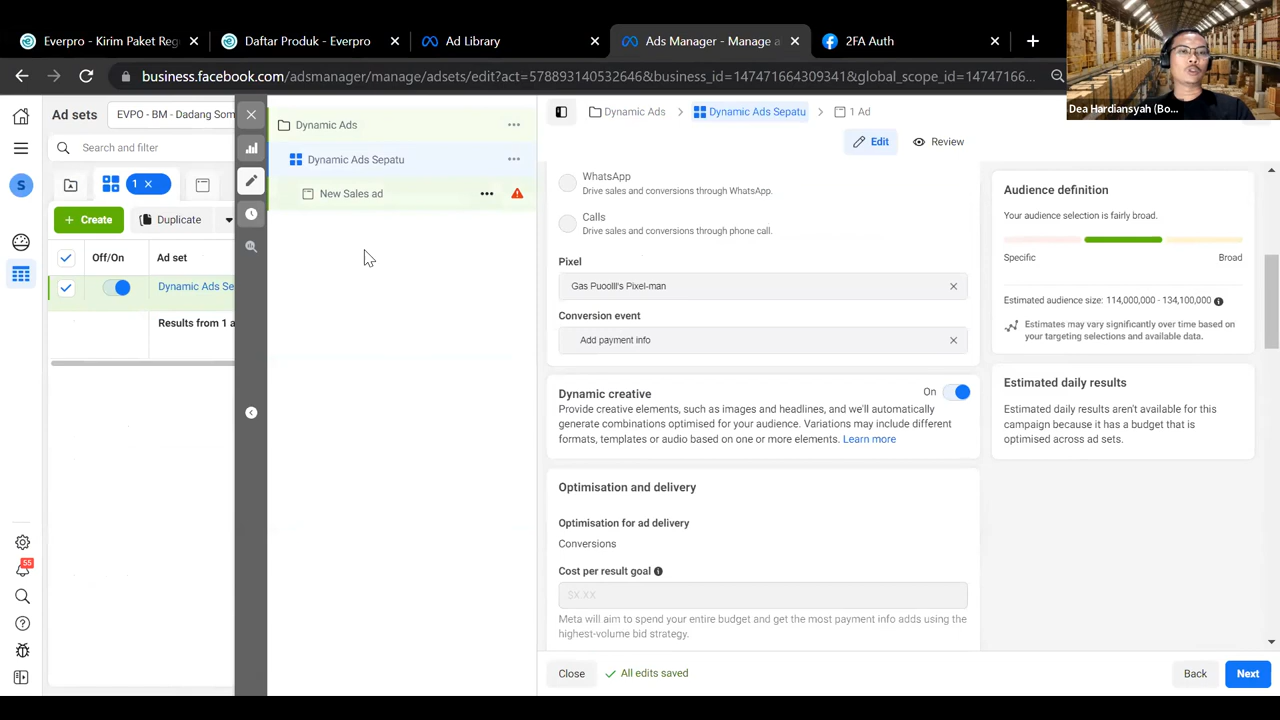 Everpro - Kirim Paket Reg
Daftar Produk - Everpro
Ad Library
Ads Manager - Manage a
2FA Auth
business.facebook.com/adsmanager/manage/adsets/edit?act=578893140532646&business_id=1474716643093​41&global_scope_id=14747166...
Dea Hardiansyah (Bo...
Ad sets
EVPO - BM - Dadang Som
Search and filter
1
S
Create
Duplicate
Off/On
Ad set
Dynamic Ads Se
Results from 1 a
55
Dynamic Ads
Dynamic Ads Sepatu
New Sales ad
Dynamic Ads
Dynamic Ads Sepatu
1 Ad
Edit
Review
WhatsApp
Drive sales and conversions through WhatsApp.
Calls
Drive sales and conversions through phone call.
Pixel
Gas Puoolll's Pixel-man
Conversion event
Add payment info
Dynamic creative
On
Provide creative elements, such as images and headlines, and we'll automatically
generate combinations optimised for your audience. Variations may include different
formats, templates or audio based on one or more elements. Learn more
Optimisation and delivery
Optimisation for ad delivery
Conversions
Cost per result goal
$X.XX
Meta will aim to spend your entire budget and get the most payment info adds using the
highest-volume bid strategy.
Audience definition
Your audience selection is fairly broad.
Specific
Broad
Estimated audience size: 114,000,000 - 134,100,000
Estimates may vary significantly over time based on
your targeting selections and available data.
Estimated daily results
Estimated daily results aren't available for this
campaign because it has a budget that is
optimised across ad sets.
Close
All edits saved
Back
Next